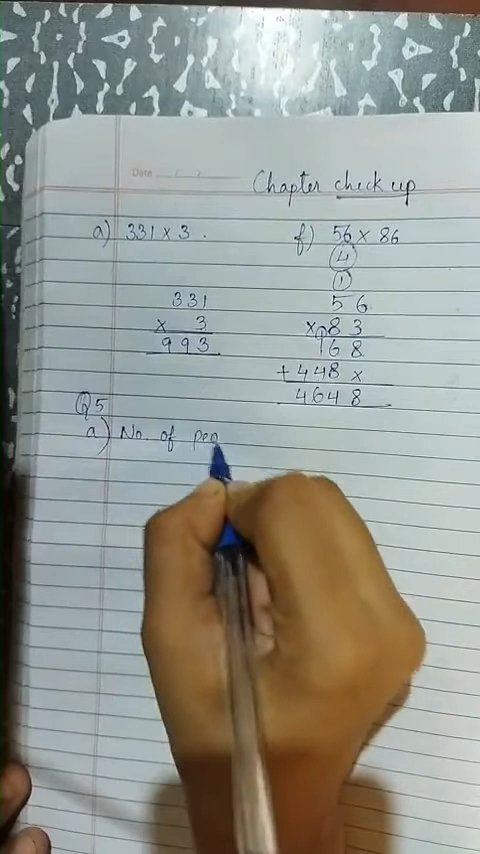 Date
Chapter check up
a) 331 x 3 .
f) 56 x 86
4
1
331
x 3
993
56
x 83
168
+ 448 x
4648
Q5
a) No. of pen